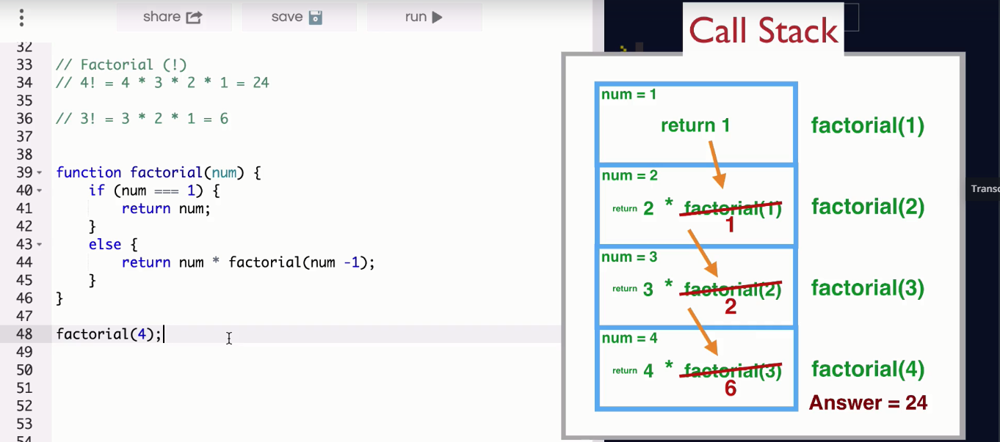 share
save
run
32
33 // Factorial (!)
34 // 4! = 4 * 3 * 2 * 1 = 24
35
36 // 3! = 3 * 2 * 1 = 6
37
38
39 function factorial(num) {
40 if (num === 1) {
41 return num;
42 }
43 else {
44 return num * factorial(num -1);
45 }
46 }
47
48 factorial(4);
49
50
51
52
53
54
Call Stack
num = 1
return 1
factorial(1)
num = 2
return 2 * factorial(1)
1
factorial(2)
num = 3
return 3 * factorial(2)
2
factorial(3)
num = 4
return 4 * factorial(3)
6
factorial(4)
Answer = 24